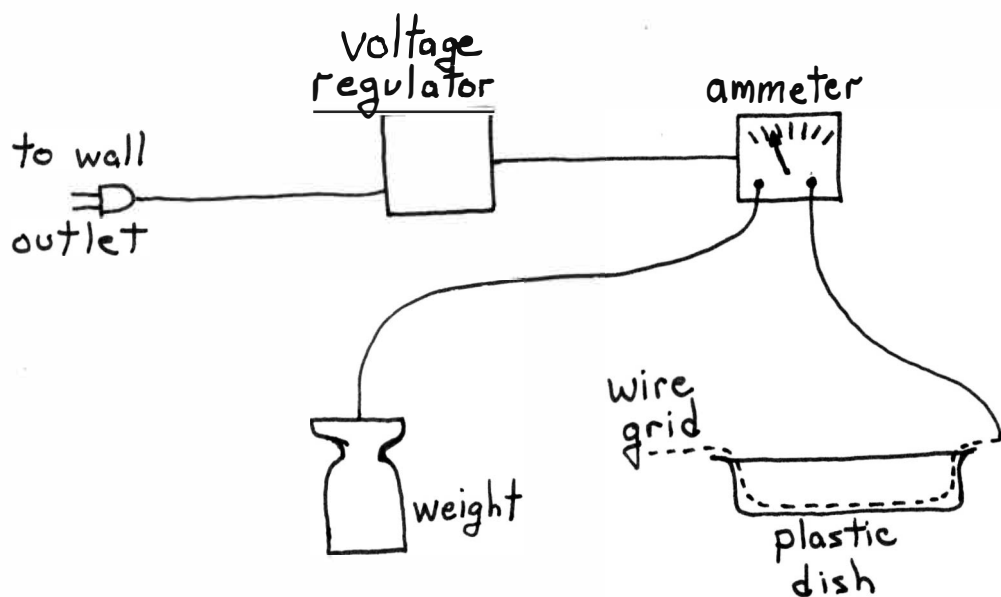 voltage
regulator
ammeter
to wall
outlet
wire
grid
weight
plastic
dish